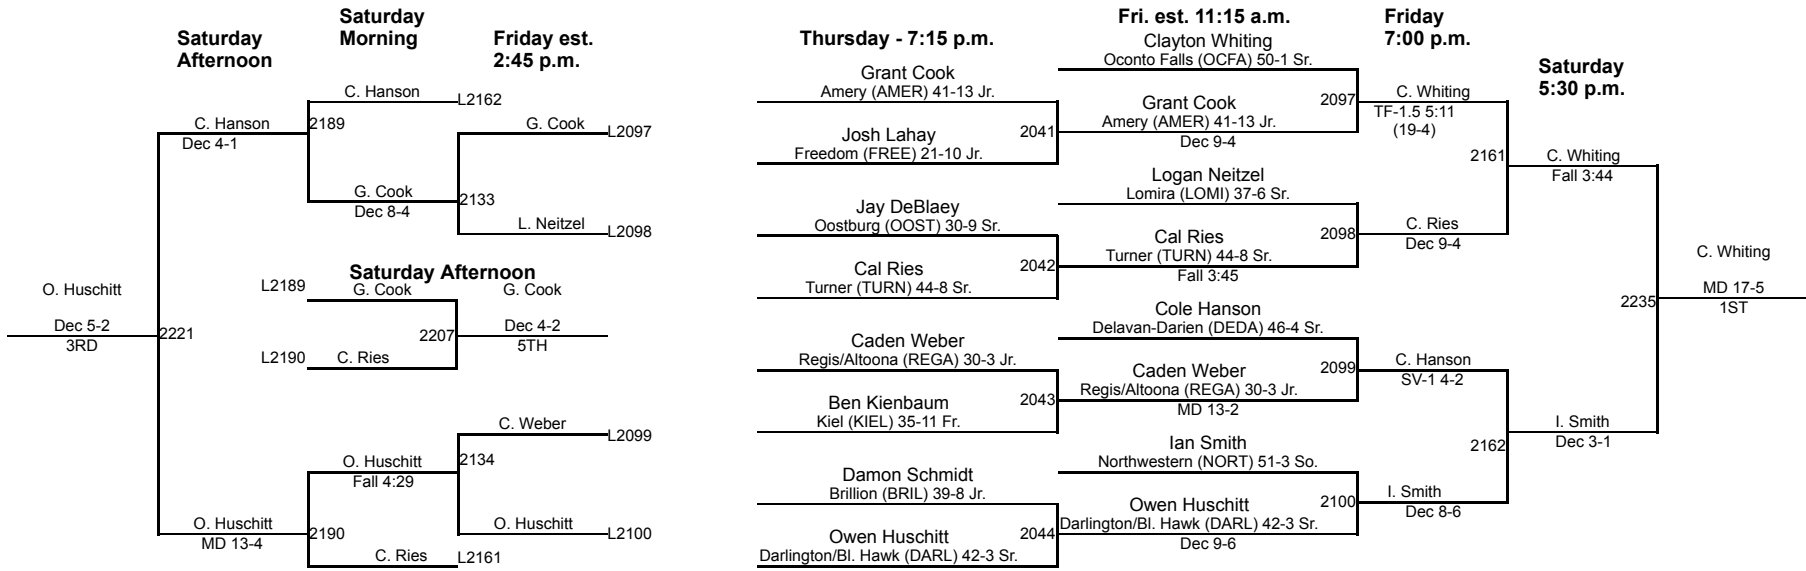 Saturday
Afternoon
Saturday
Morning
Friday est.
2:45 p.m.
C. Hanson
L2162
C. Hanson
2189
Dec 4-1
G. Cook
L2097
G. Cook
2133
Dec 8-4
L. Neitzel
L2098
Saturday Afternoon
L2189
G. Cook
G. Cook
O. Huschitt
Dec 5-2
3RD
2221
2207
Dec 4-2
5TH
L2190
C. Ries
C. Weber
L2099
O. Huschitt
2134
Fall 4:29
O. Huschitt
L2100
O. Huschitt
2190
MD 13-4
C. Ries
L2161
Thursday - 7:15 p.m.
Grant Cook
Amery (AMER) 41-13 Jr.
2041
Josh Lahay
Freedom (FREE) 21-10 Jr.
Jay DeBlaey
Oostburg (OOST) 30-9 Sr.
2042
Cal Ries
Turner (TURN) 44-8 Sr.
Caden Weber
Regis/Altoona (REGA) 30-3 Jr.
2043
Ben Kienbaum
Kiel (KIEL) 35-11 Fr.
Damon Schmidt
Brillion (BRIL) 39-8 Jr.
2044
Owen Huschitt
Darlington/Bl. Hawk (DARL) 42-3 Sr.
Fri. est. 11:15 a.m.
Clayton Whiting
Oconto Falls (OCFA) 50-1 Sr.
2097
Grant Cook
Amery (AMER) 41-13 Jr.
Dec 9-4
Logan Neitzel
Lomira (LOMI) 37-6 Sr.
2098
Cal Ries
Turner (TURN) 44-8 Sr.
Fall 3:45
Cole Hanson
Delavan-Darien (DEDA) 46-4 Sr.
2099
Caden Weber
Regis/Altoona (REGA) 30-3 Jr.
MD 13-2
Ian Smith
Northwestern (NORT) 51-3 So.
2100
Owen Huschitt
Darlington/Bl. Hawk (DARL) 42-3 Sr.
Dec 9-6
Friday
7:00 p.m.
C. Whiting
TF-1.5 5:11
(19-4)
2161
C. Ries
Dec 9-4
C. Hanson
SV-1 4-2
2162
I. Smith
Dec 8-6
Saturday
5:30 p.m.
C. Whiting
Fall 3:44
2235
I. Smith
Dec 3-1
C. Whiting
MD 17-5
1ST